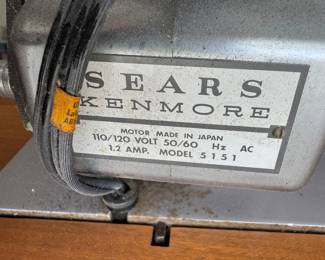 SEARS
KENMORE
MOTOR MADE IN JAPAN
110/120 VOLT 50/60 Hz AC
1.2 AMP. MODEL 5151